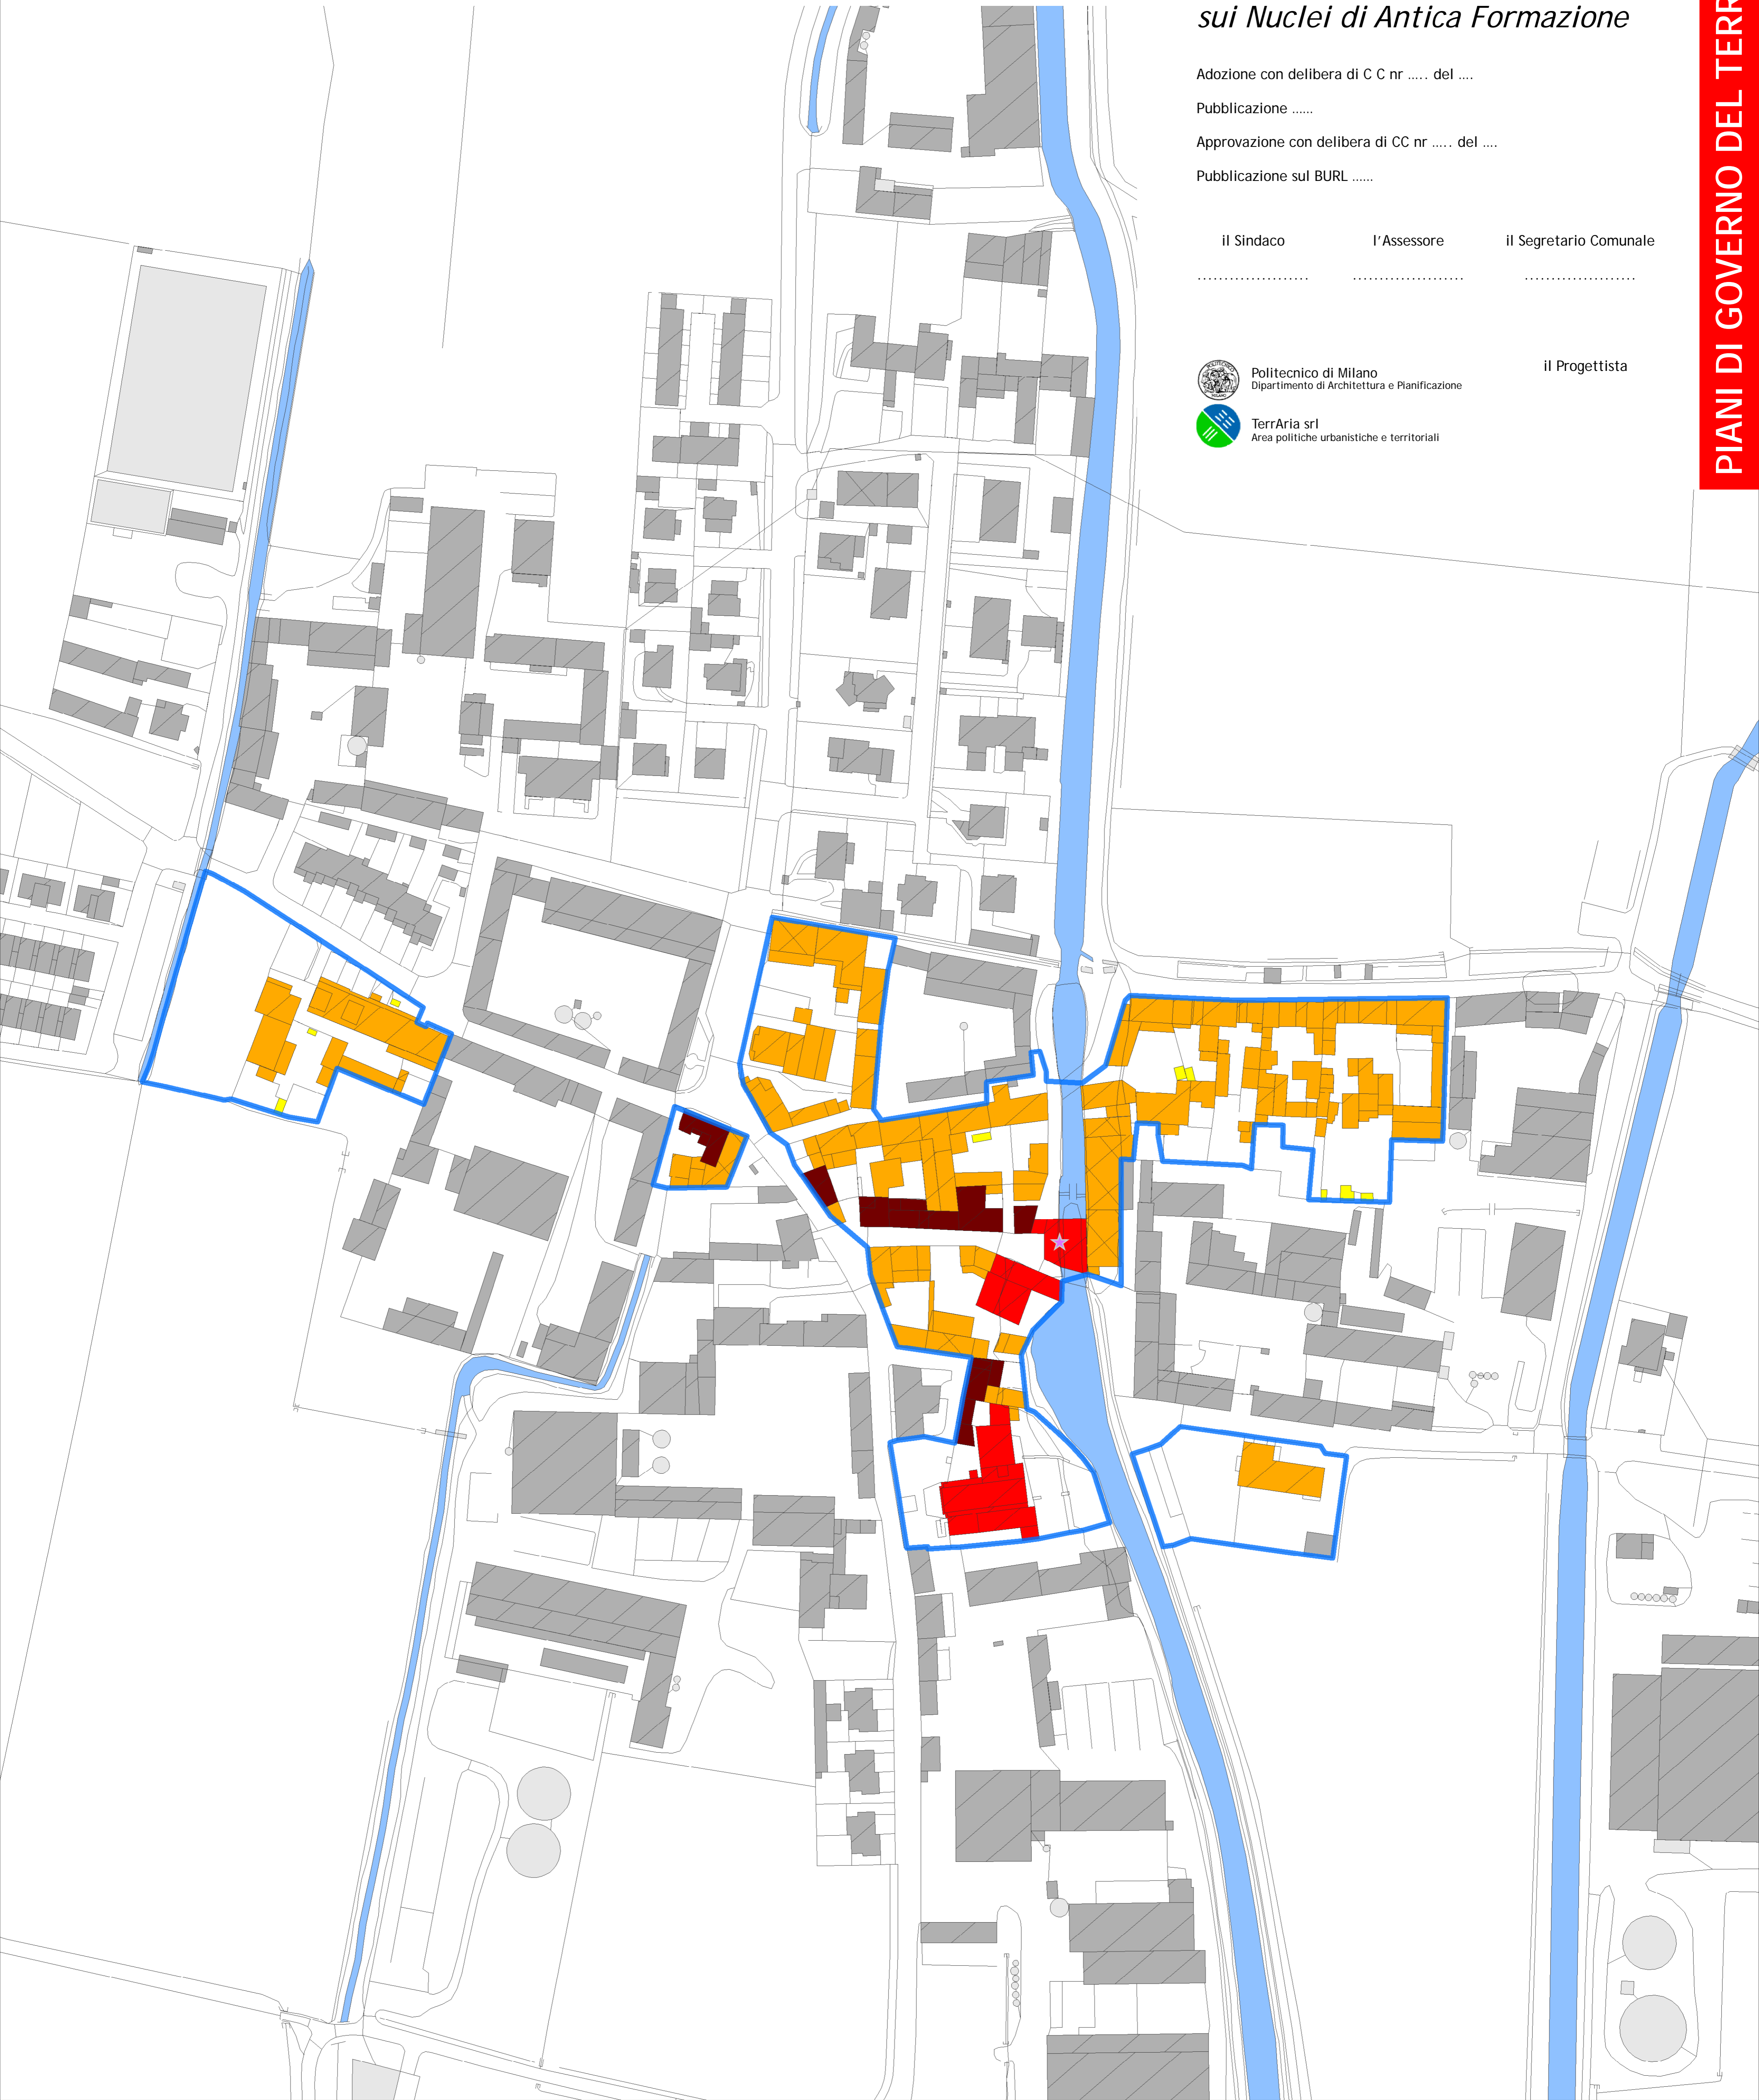 sui Nuclei di Antica Formazione
Adozione con delibera di C C nr ..... del ....
Pubblicazione ......
Approvazione con delibera di CC nr ..... del ....
Pubblicazione sul BURL ......
il Sindaco l'Assessore il Segretario Comunale
..................... ..................... .....................
il Progettista
POLITECNICO
MILANO
Politecnico di Milano
Dipartimento di Architettura e Pianificazione
TerrAria srl
Area politiche urbanistiche e territoriali
PIANI DI GOVERNO DEL TERR